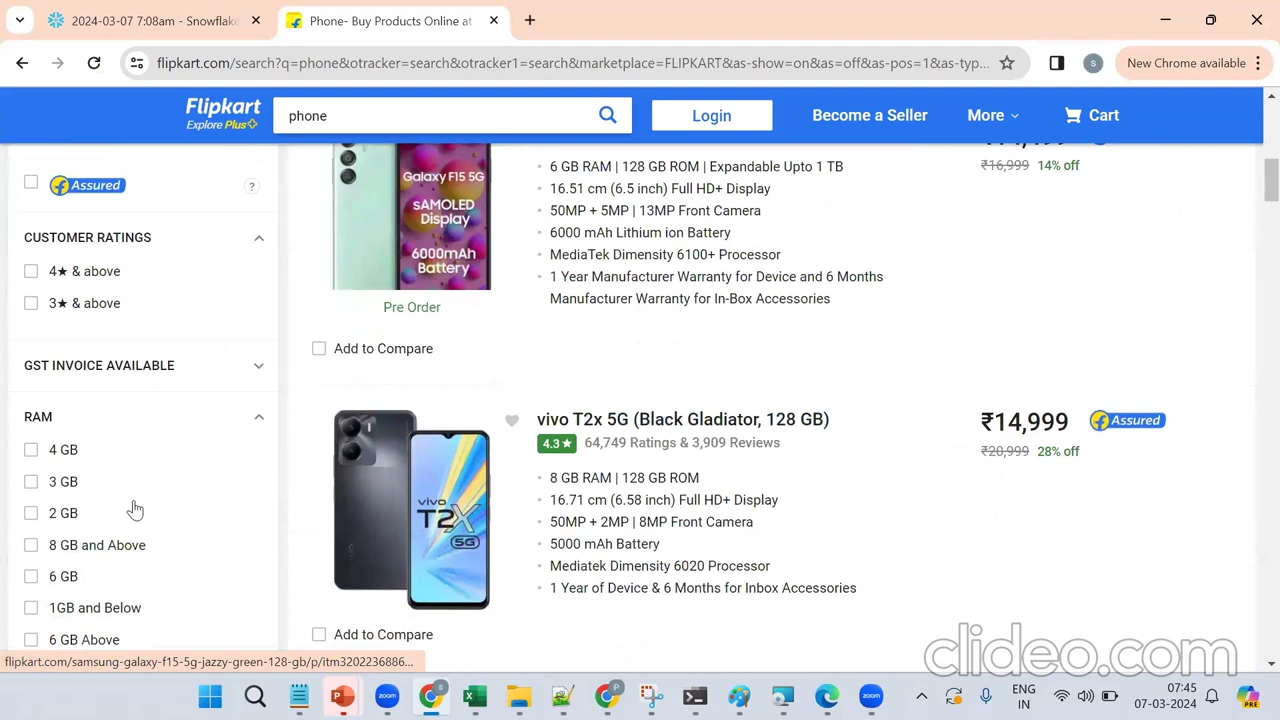 2024-03-07 7:08am - Snowflake
Phone- Buy Products Online at
flipkart.com/search?q=phone&otracker=search&otracker1=search&marketplace=FLIPKART&as-show=on&as=off&as-pos=1&as-typ...
New Chrome available
Flipkart
Explore Plus
phone
Login
Become a Seller
More
Cart
Assured
?
CUSTOMER RATINGS
4★ & above
3★ & above
GST INVOICE AVAILABLE
RAM
4 GB
3 GB
2 GB
8 GB and Above
6 GB
1GB and Below
6 GB Above
Galaxy F15 5G
sAMOLED
Display
6000mAh
Battery
Pre Order
Add to Compare
6 GB RAM | 128 GB ROM | Expandable Upto 1 TB
16.51 cm (6.5 inch) Full HD+ Display
50MP + 5MP | 13MP Front Camera
6000 mAh Lithium ion Battery
MediaTek Dimensity 6100+ Processor
1 Year Manufacturer Warranty for Device and 6 Months
Manufacturer Warranty for In-Box Accessories
₹16,999 14% off
vivo
T2X
5G
Add to Compare
vivo T2x 5G (Black Gladiator, 128 GB)
4.3★ 64,749 Ratings & 3,909 Reviews
8 GB RAM | 128 GB ROM
16.71 cm (6.58 inch) Full HD+ Display
50MP + 2MP | 8MP Front Camera
5000 mAh Battery
Mediatek Dimensity 6020 Processor
1 Year of Device & 6 Months for Inbox Accessories
₹14,999 Assured
₹20,999 28% off
flipkart.com/samsung-galaxy-f15-5g-jazzy-green-128-gb/p/itm3202236886...
clideo.com
zoom
zoom
ENG
IN
07:45
07-03-2024
PRE